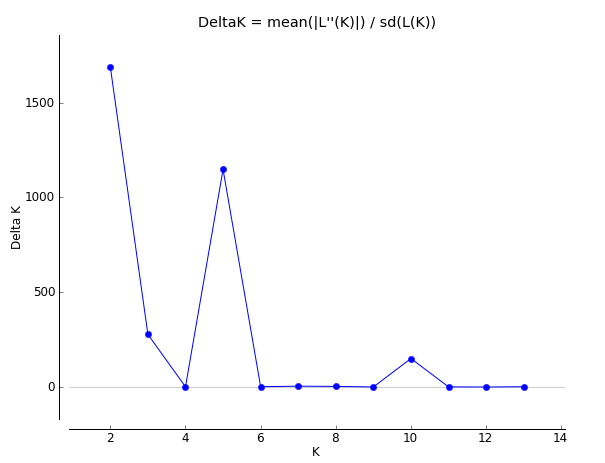 DeltaK = mean(|L''(K)|) / sd(L(K))
1500
1000
500
0
Delta K
2 4 6 8 10 12 14
K